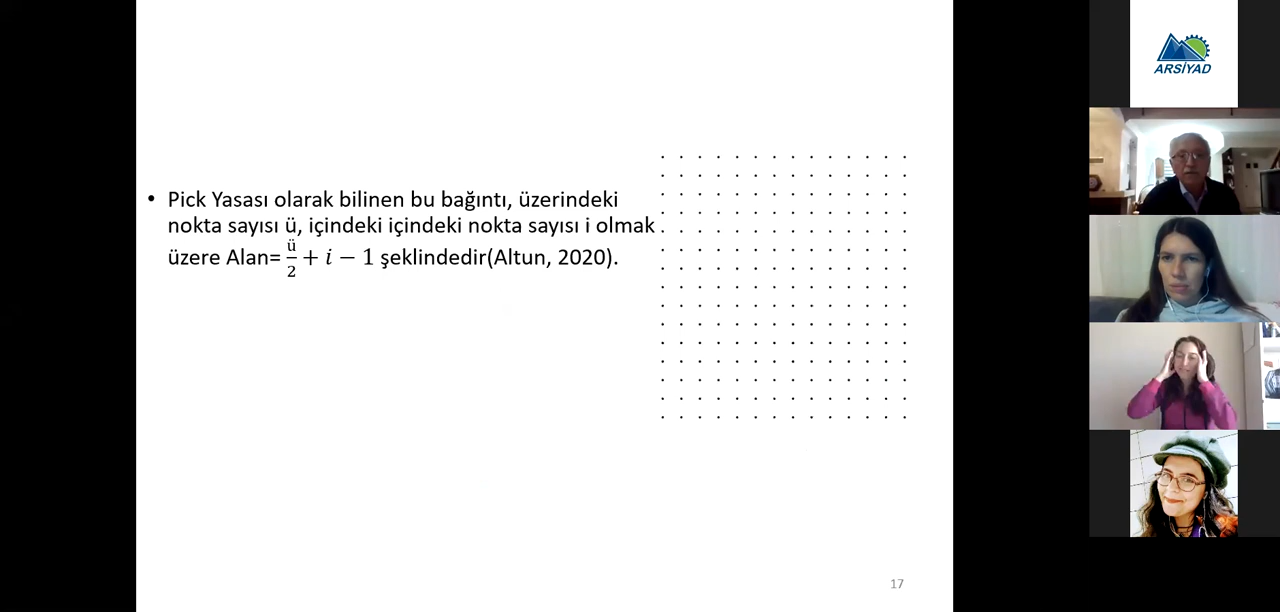 • Pick Yasası olarak bilinen bu bağıntı, üzerindeki
nokta sayısı ü, içindeki içindeki nokta sayısı i olmak
üzere Alan= ü/2 + i − 1 şeklindedir(Altun, 2020).
17
ARSİYAD